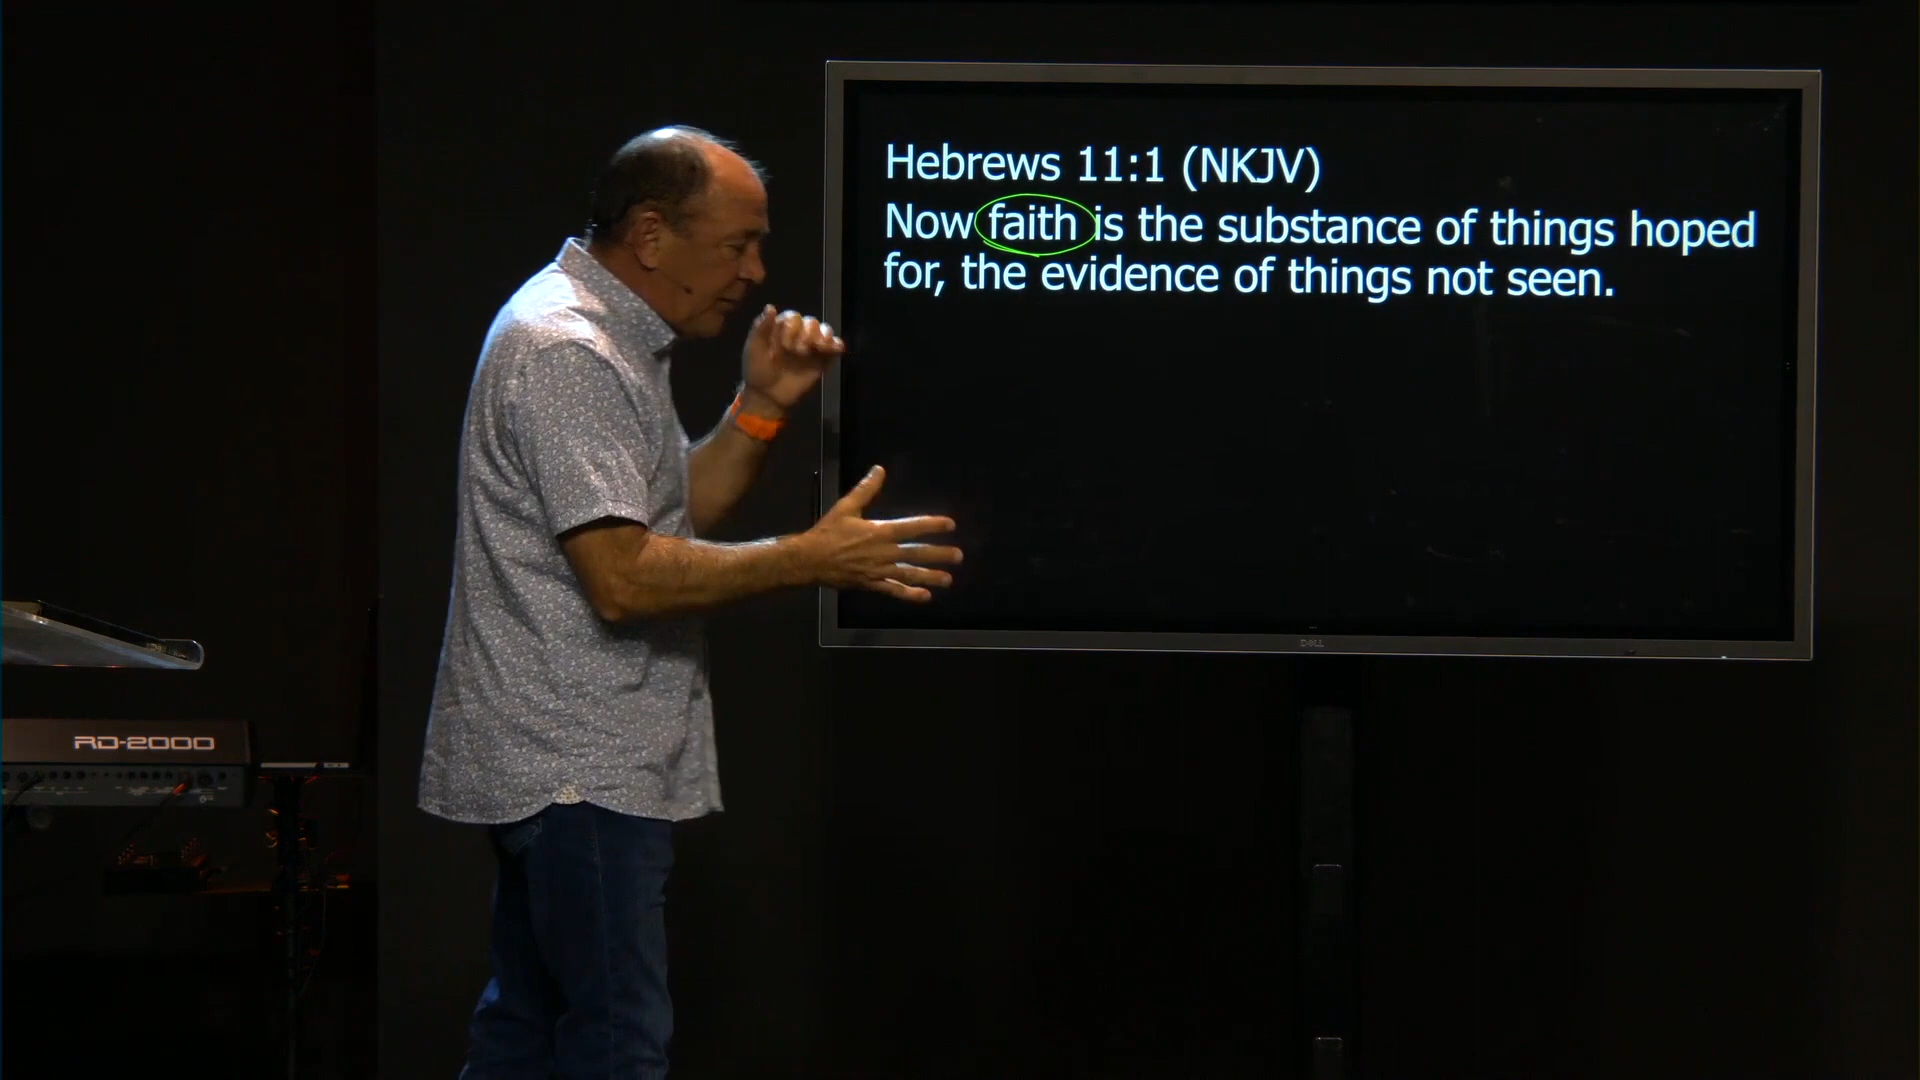 Hebrews 11:1 (NKJV)
Now faith is the substance of things hoped
for, the evidence of things not seen.
DELL
RD-2000